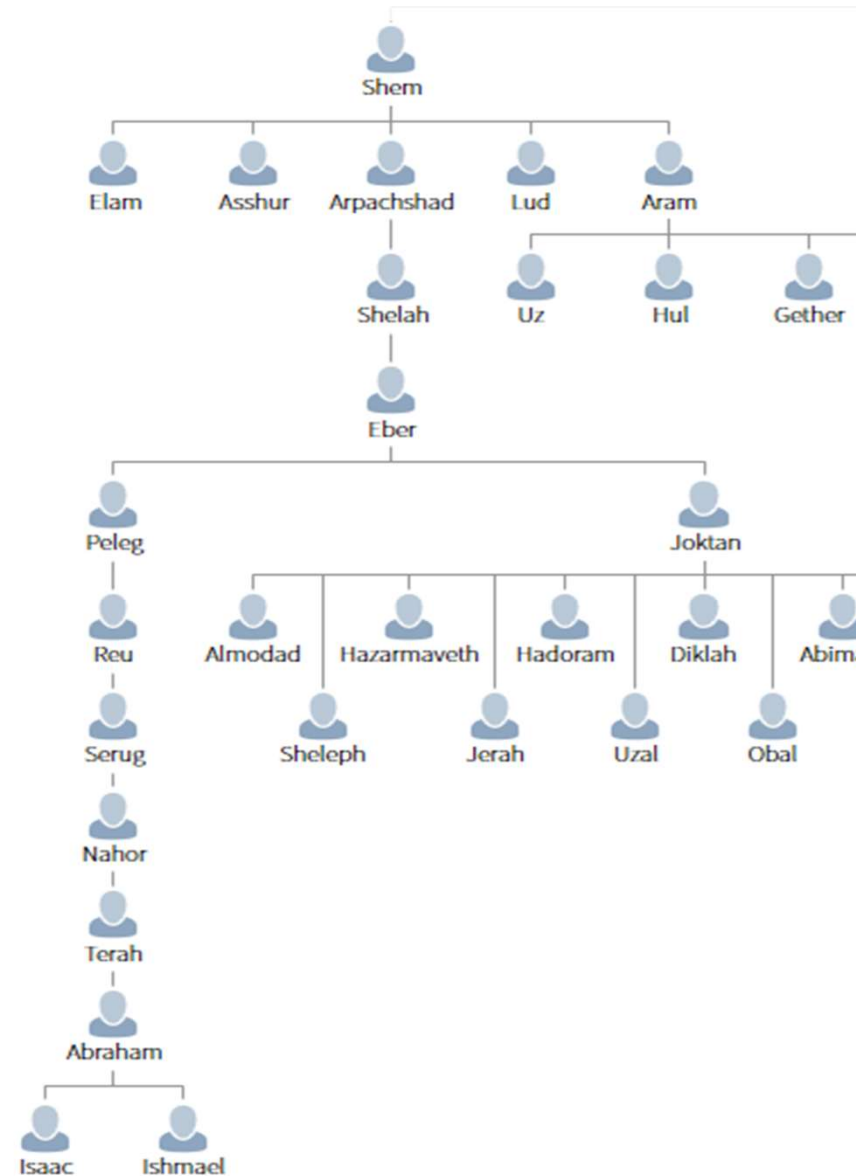 Shem
Elam Asshur Arpachshad Lud Aram
Shelah Uz Hul Gether
Eber
Peleg Joktan
Reu Almodad Hazarmaveth Hadoram Diklah Abima
Serug Sheleph Jerah Uzal Obal
Nahor
Terah
Abraham
Isaac Ishmael